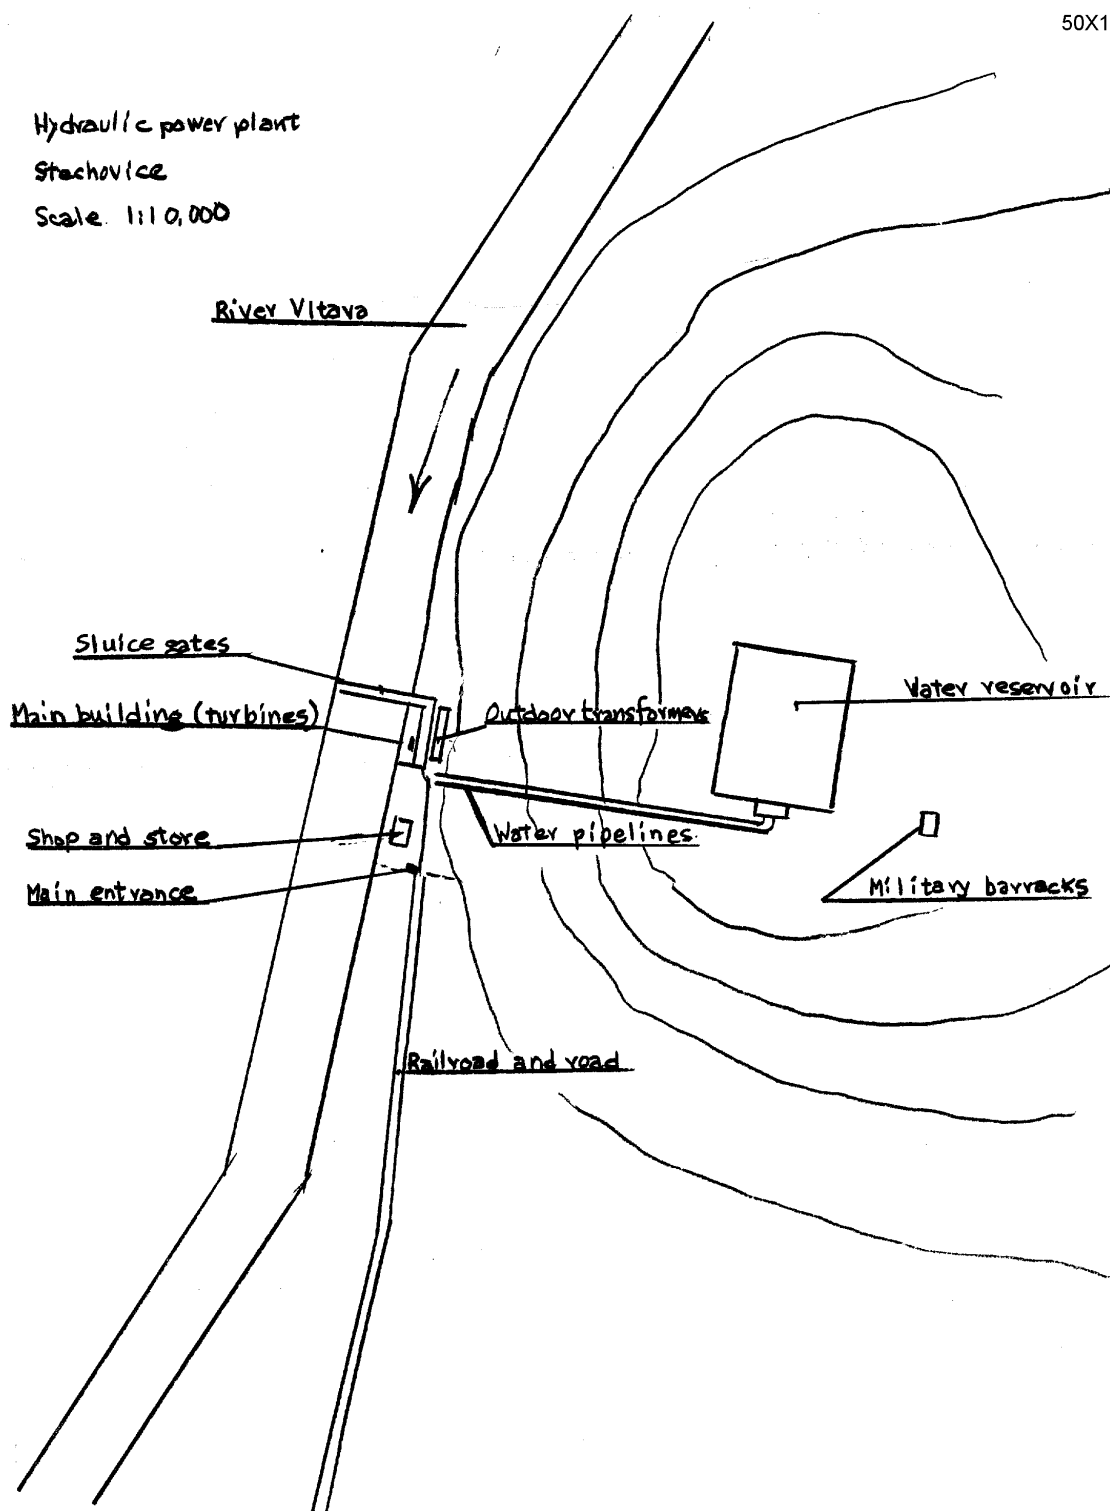 50X1
Hydraulic power plant
Stechovice
Scale 1:10,000
River Vltava
Sluice gates
Water reservoir
Main building (turbines)
Outdoor transformers
Shop and store
Water pipelines
Main entrance
Military barracks
Railroad and road